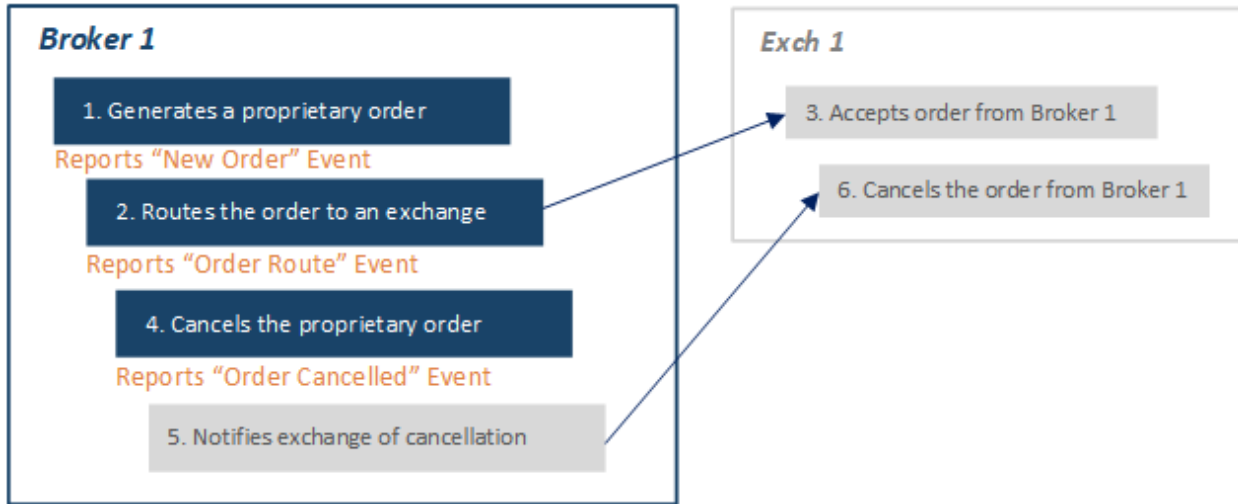 Broker 1
1. Generates a proprietary order
Reports “New Order” Event
2. Routes the order to an exchange
Reports “Order Route” Event
4. Cancels the proprietary order
Reports “Order Cancelled” Event
5. Notifies exchange of cancellation
Exch 1
3. Accepts order from Broker 1
6. Cancels the order from Broker 1